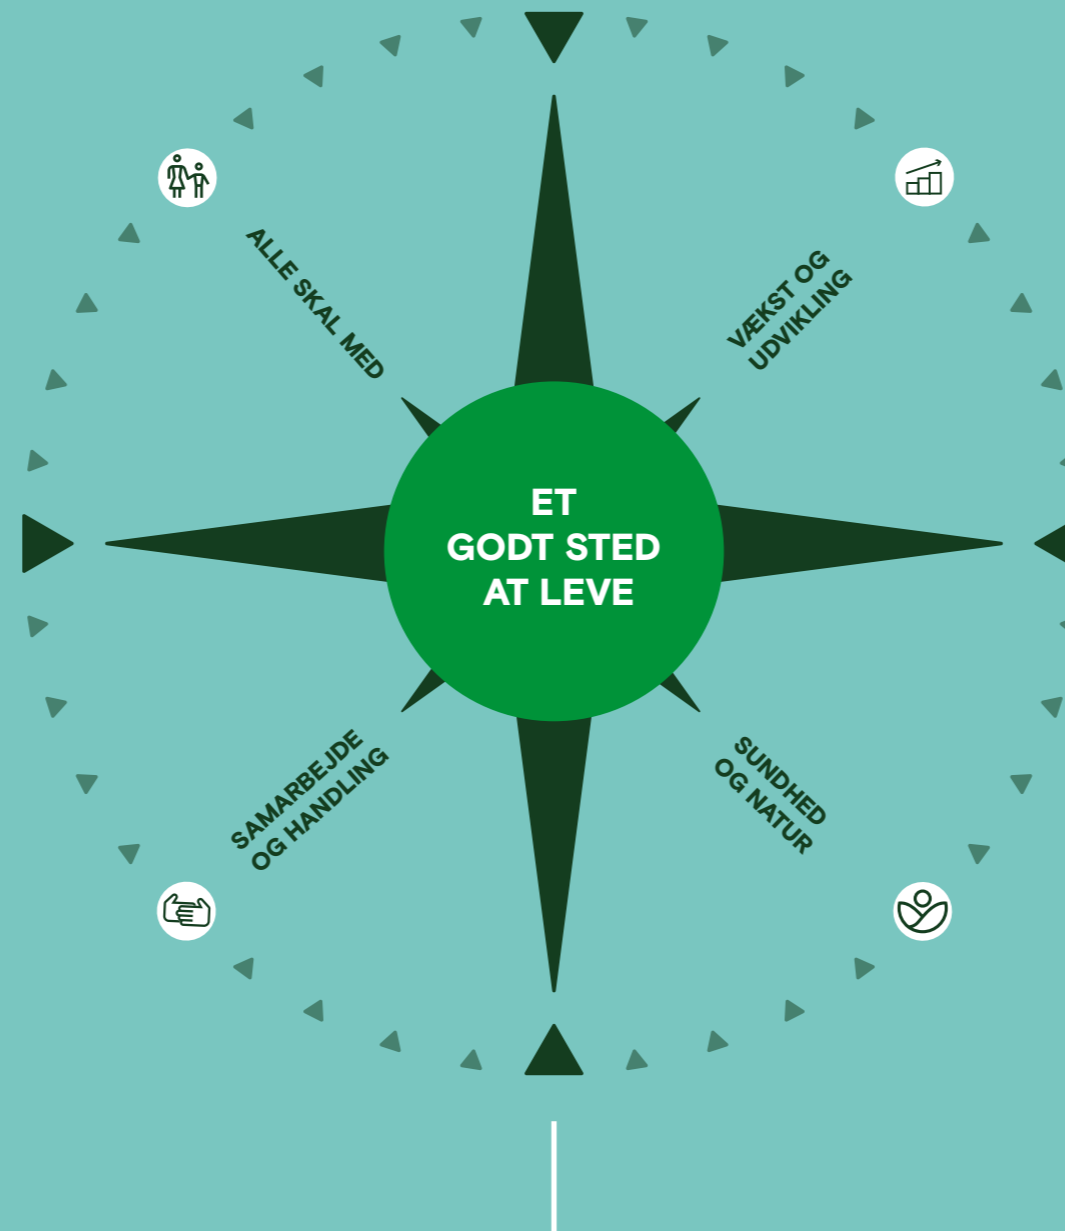 ALLE SKAL MED
VÆKST OG
UDVIKLING
ET
GODT STED
AT LEVE
SAMARBEJDE
OG HANDLING
SUNDHED
OG NATUR